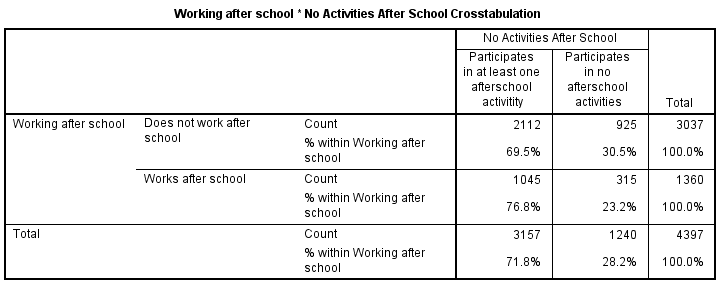 Working after school * No Activities After School Crosstabulation
No Activities After School
Participates in at least one afterschool activitity
Participates in no afterschool activities
Total
Working after school Does not work after school Count 2112 925 3037
% within Working after school 69.5% 30.5% 100.0%
Works after school Count 1045 315 1360
% within Working after school 76.8% 23.2% 100.0%
Total Count 3157 1240 4397
% within Working after school 71.8% 28.2% 100.0%